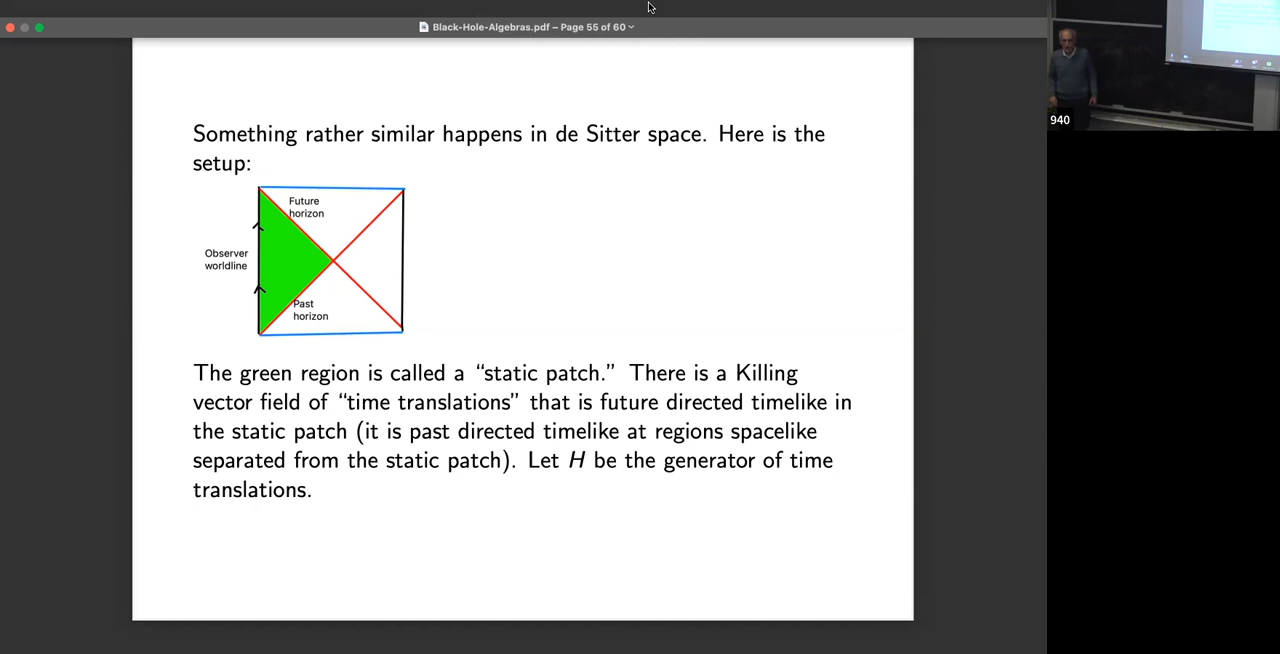 Black-Hole-Algebras.pdf – Page 55 of 60
940
Something rather similar happens in de Sitter space. Here is the
setup:
Future
horizon
Observer
worldline
Past
horizon
The green region is called a “static patch.” There is a Killing
vector field of “time translations” that is future directed timelike in
the static patch (it is past directed timelike at regions spacelike
separated from the static patch). Let H be the generator of time
translations.